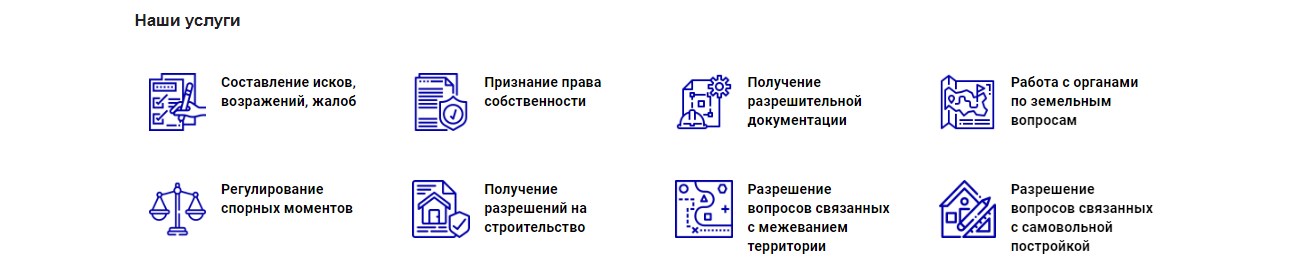 Наши услуги
Составление исков,
возражений, жалоб
Признание права
собственности
Получение
разрешительной
документации
Работа с органами
по земельным
вопросам
Регулирование
спорных моментов
Получение
разрешений на
строительство
Разрешение
вопросов связанных
с межеванием
территории
Разрешение
вопросов связанных
с самовольной
постройкой